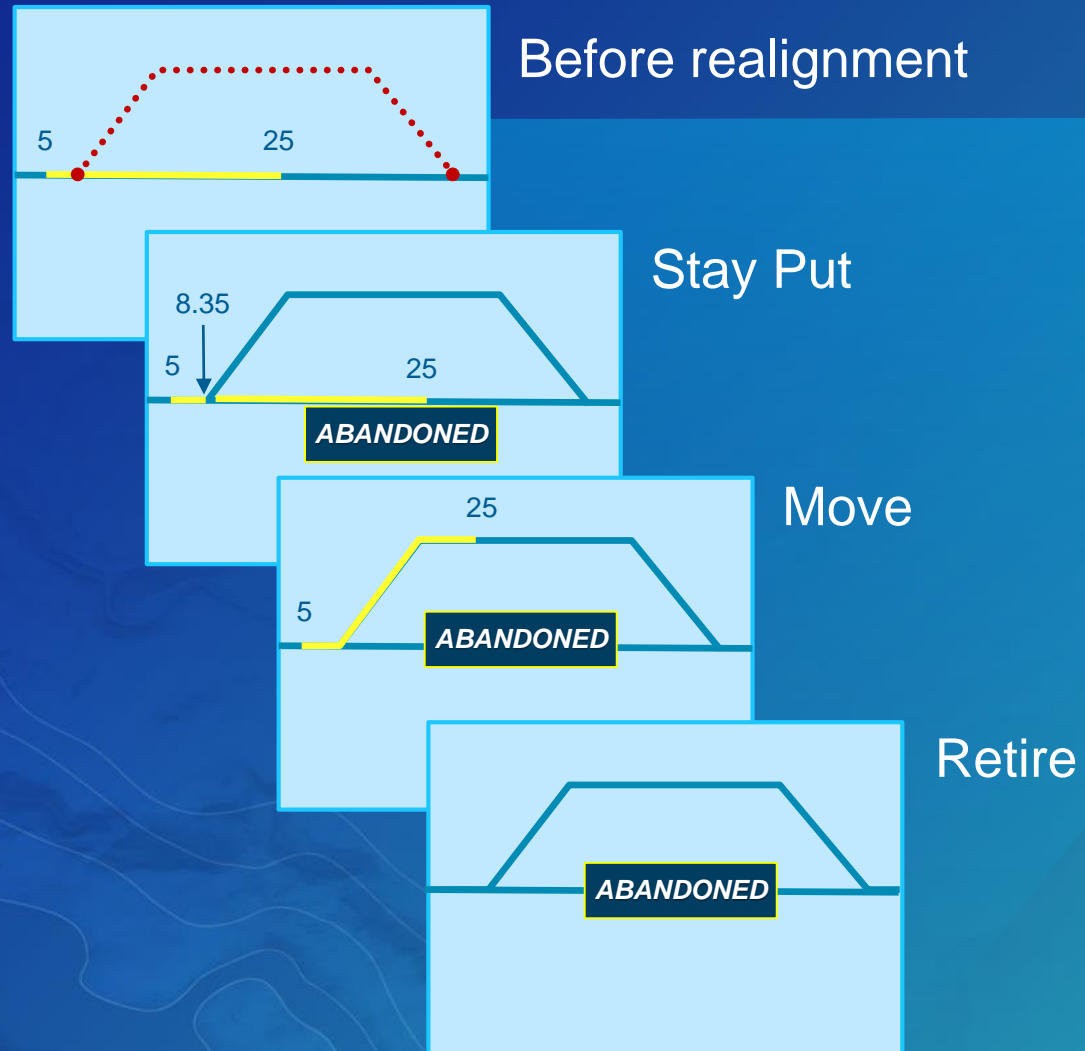 Before realignment
5
25
Stay Put
8.35
5
25
ABANDONED
Move
25
5
ABANDONED
Retire
ABANDONED